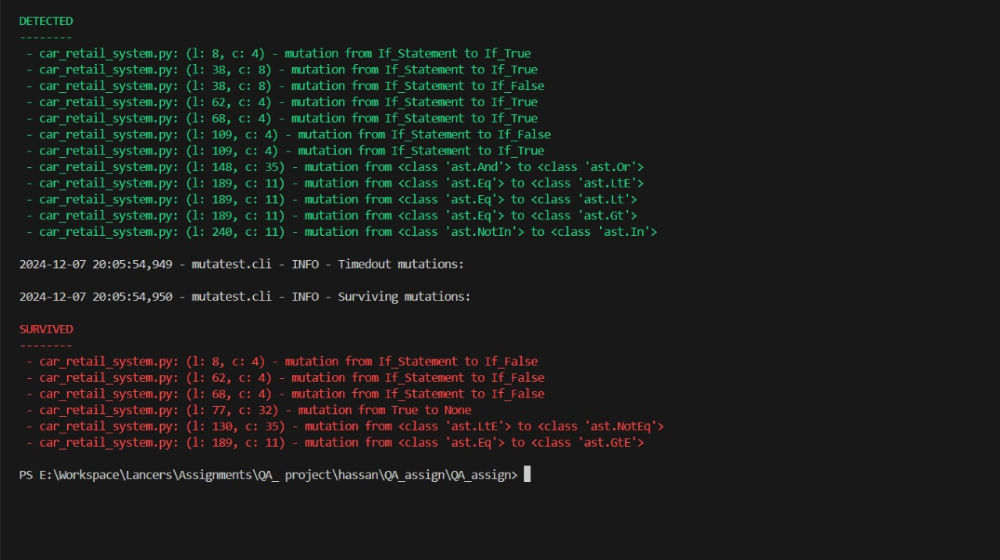 DETECTED
--------
- car_retail_system.py: (l: 8, c: 4) - mutation from If_Statement to If_True
- car_retail_system.py: (l: 38, c: 8) - mutation from If_Statement to If_True
- car_retail_system.py: (l: 38, c: 8) - mutation from If_Statement to If_False
- car_retail_system.py: (l: 62, c: 4) - mutation from If_Statement to If_True
- car_retail_system.py: (l: 68, c: 4) - mutation from If_Statement to If_True
- car_retail_system.py: (l: 109, c: 4) - mutation from If_Statement to If_False
- car_retail_system.py: (l: 109, c: 4) - mutation from If_Statement to If_True
- car_retail_system.py: (l: 148, c: 35) - mutation from <class 'ast.And'> to <class 'ast.Or'>
- car_retail_system.py: (l: 189, c: 11) - mutation from <class 'ast.Eq'> to <class 'ast.LtE'>
- car_retail_system.py: (l: 189, c: 11) - mutation from <class 'ast.Eq'> to <class 'ast.Lt'>
- car_retail_system.py: (l: 189, c: 11) - mutation from <class 'ast.Eq'> to <class 'ast.Gt'>
- car_retail_system.py: (l: 240, c: 11) - mutation from <class 'ast.NotIn'> to <class 'ast.In'>
2024-12-07 20:05:54,949 - mutatest.cli - INFO - Timedout mutations:
2024-12-07 20:05:54,950 - mutatest.cli - INFO - Surviving mutations:
SURVIVED
--------
- car_retail_system.py: (l: 8, c: 4) - mutation from If_Statement to If_False
- car_retail_system.py: (l: 62, c: 4) - mutation from If_Statement to If_False
- car_retail_system.py: (l: 68, c: 4) - mutation from If_Statement to If_False
- car_retail_system.py: (l: 77, c: 32) - mutation from True to None
- car_retail_system.py: (l: 130, c: 35) - mutation from <class 'ast.LtE'> to <class 'ast.NotEq'>
- car_retail_system.py: (l: 189, c: 11) - mutation from <class 'ast.Eq'> to <class 'ast.GtE'>
PS E:\Workspace\Lancers\Assignments\QA_ project\hassan\QA_assign\QA_assign>